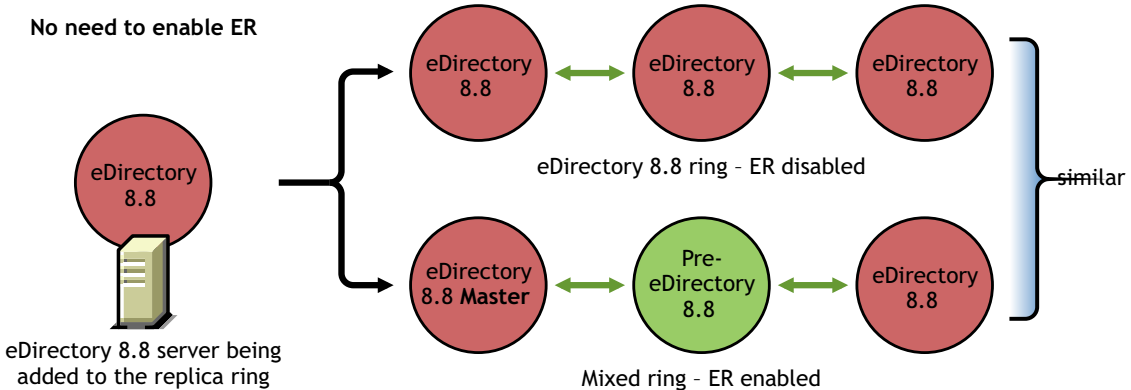 No need to enable ER
eDirectory
8.8
eDirectory
8.8
eDirectory
8.8
eDirectory 8.8 ring – ER disabled
eDirectory
8.8
eDirectory 8.8 server being
added to the replica ring
similar
eDirectory
8.8 Master
Pre-
eDirectory
8.8
eDirectory
8.8
Mixed ring – ER enabled